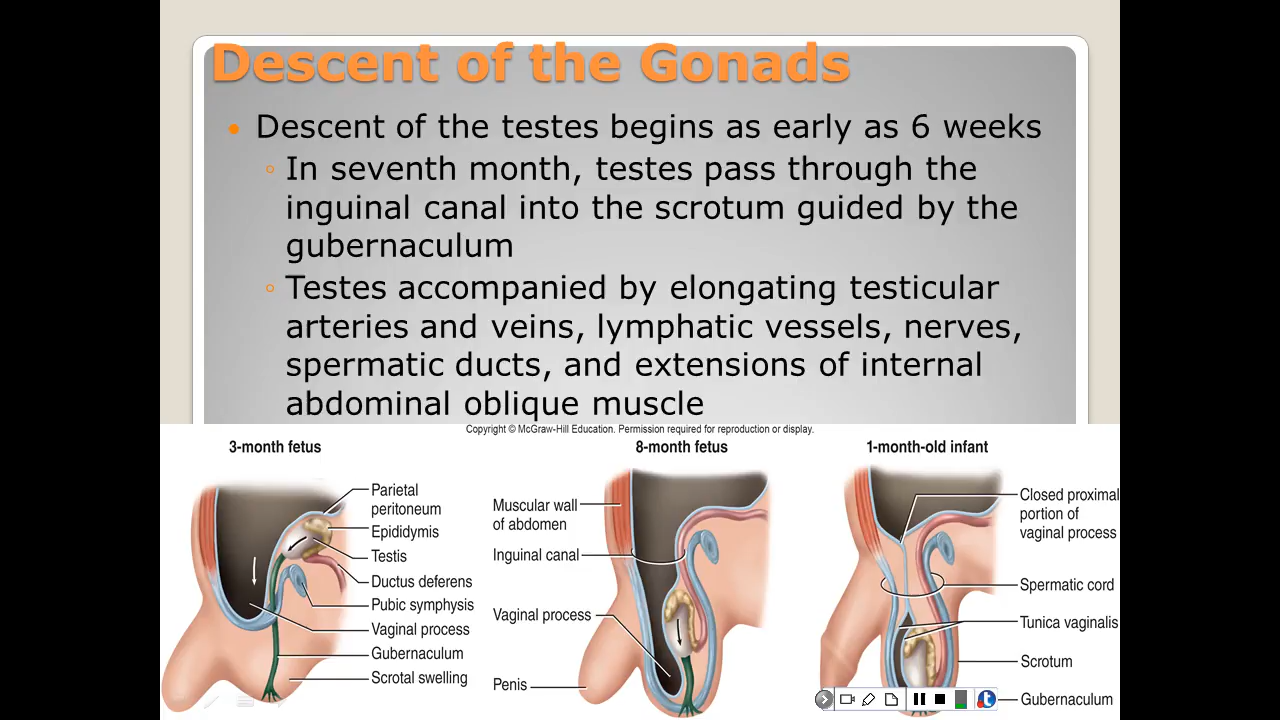 Descent of the Gonads
Descent of the testes begins as early as 6 weeks
In seventh month, testes pass through the
inguinal canal into the scrotum guided by the
gubernaculum
Testes accompanied by elongating testicular
arteries and veins, lymphatic vessels, nerves,
spermatic ducts, and extensions of internal
abdominal oblique muscle
Copyright © McGraw-Hill Education. Permission required for reproduction or display.
3-month fetus
Parietal
peritoneum
Epididymis
Testis
Ductus deferens
Pubic symphysis
Vaginal process
Gubernaculum
Scrotal swelling
8-month fetus
Muscular wall
of abdomen
Inguinal canal
Vaginal process
Penis
1-month-old infant
Closed proximal
portion of
vaginal process
Spermatic cord
Tunica vaginalis
Scrotum
Gubernaculum